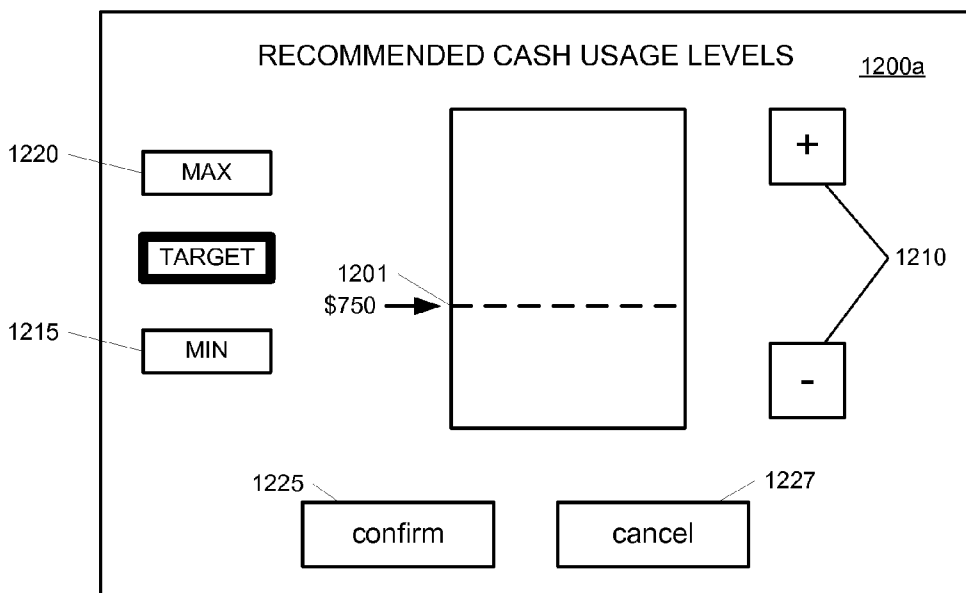 RECOMMENDED CASH USAGE LEVELS
1200a
1220
MAX
+
TARGET
1210
1201
$750
1215
MIN
-
1225
1227
confirm
cancel